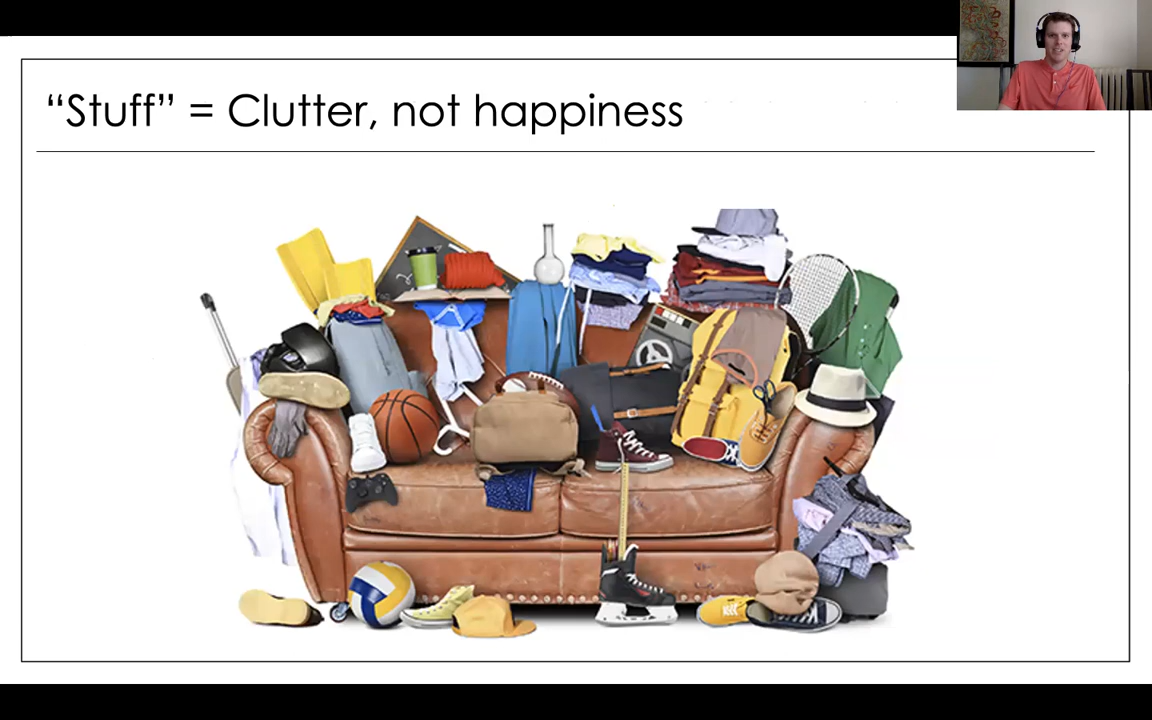 “Stuff” = Clutter, not happiness